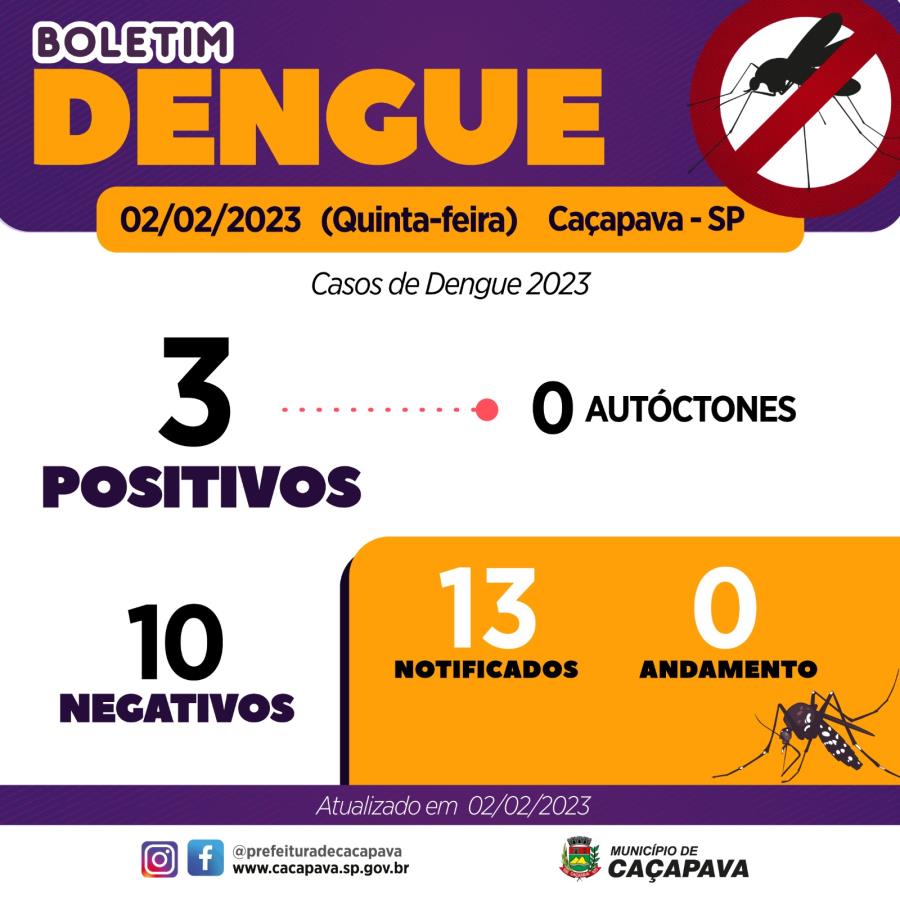 BOLETIM
DENGUE
02/02/2023 (Quinta-feira) Caçapava - SP
Casos de Dengue 2023
3
POSITIVOS
0 AUTÓCTONES
10
NEGATIVOS
13
NOTIFICADOS
0
ANDAMENTO
Atualizado em 02/02/2023
@prefeituradecacapava
www.cacapava.sp.gov.br
MUNICÍPIO DE
CAÇAPAVA